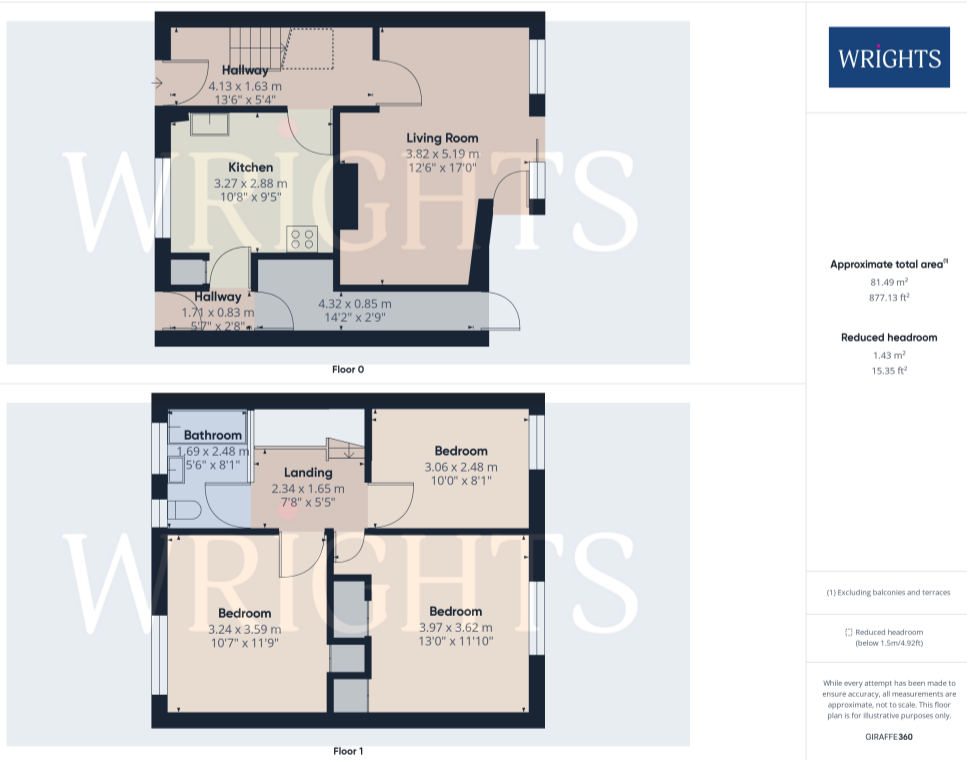 Hallway
4.13 x 1.63 m
13'6" x 5'4"
Living Room
3.82 x 5.19 m
12'6" x 17'0"
Kitchen
3.27 x 2.88 m
10'8" x 9'5"
WRIGHTS
Hallway
1.71 x 0.83 m
5'7" x 2'8"
4.32 x 0.85 m
14'2" x 2'9"
Floor 0
Bathroom
1.69 x 2.48 m
5'6" x 8'1"
Landing
2.34 x 1.65 m
7'8" x 5'5"
Bedroom
3.06 x 2.48 m
10'0" x 8'1"
WRIGHTS
Bedroom
3.24 x 3.59 m
10'7" x 11'9"
Bedroom
3.97 x 3.62 m
13'0" x 11'10"
Floor 1
WRIGHTS
Approximate total area(1)
81.49 m²
877.13 ft²
Reduced headroom
1.43 m²
15.35 ft²
(1) Excluding balconies and terraces
Reduced headroom
(below 1.5m/4.92ft)
While every attempt has been made to
ensure accuracy, all measurements are
approximate, not to scale. This floor
plan is for illustrative purposes only.
GIRAFFE360